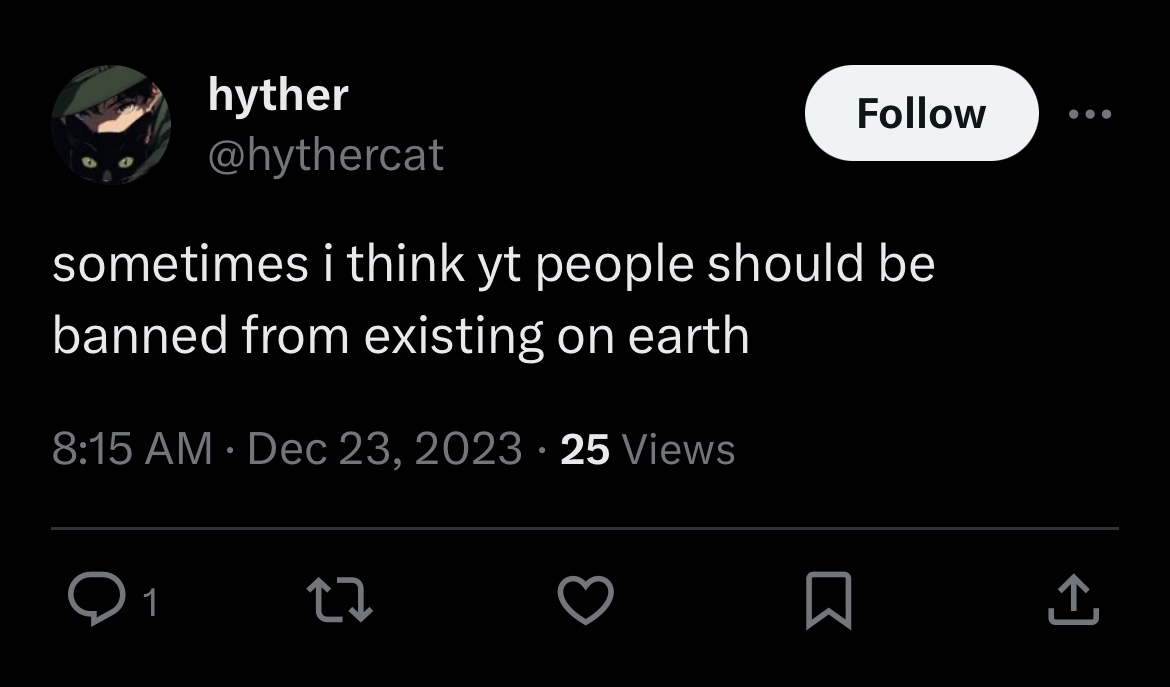 hyther
@hythercat
Follow
sometimes i think yt people should be
banned from existing on earth
8:15 AM · Dec 23, 2023 · 25 Views
1